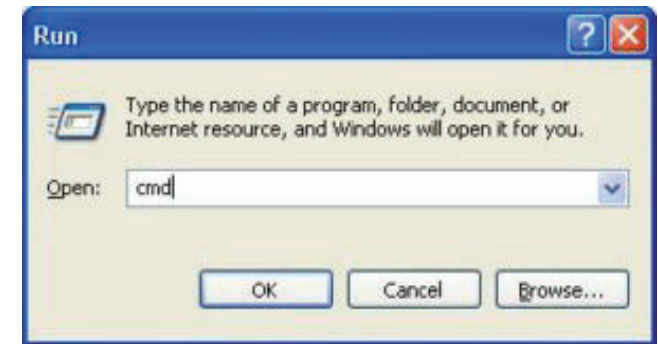 Run
Type the name of a program, folder, document, or
Internet resource, and Windows will open it for you.
Open: cmd
OK Cancel Browse...